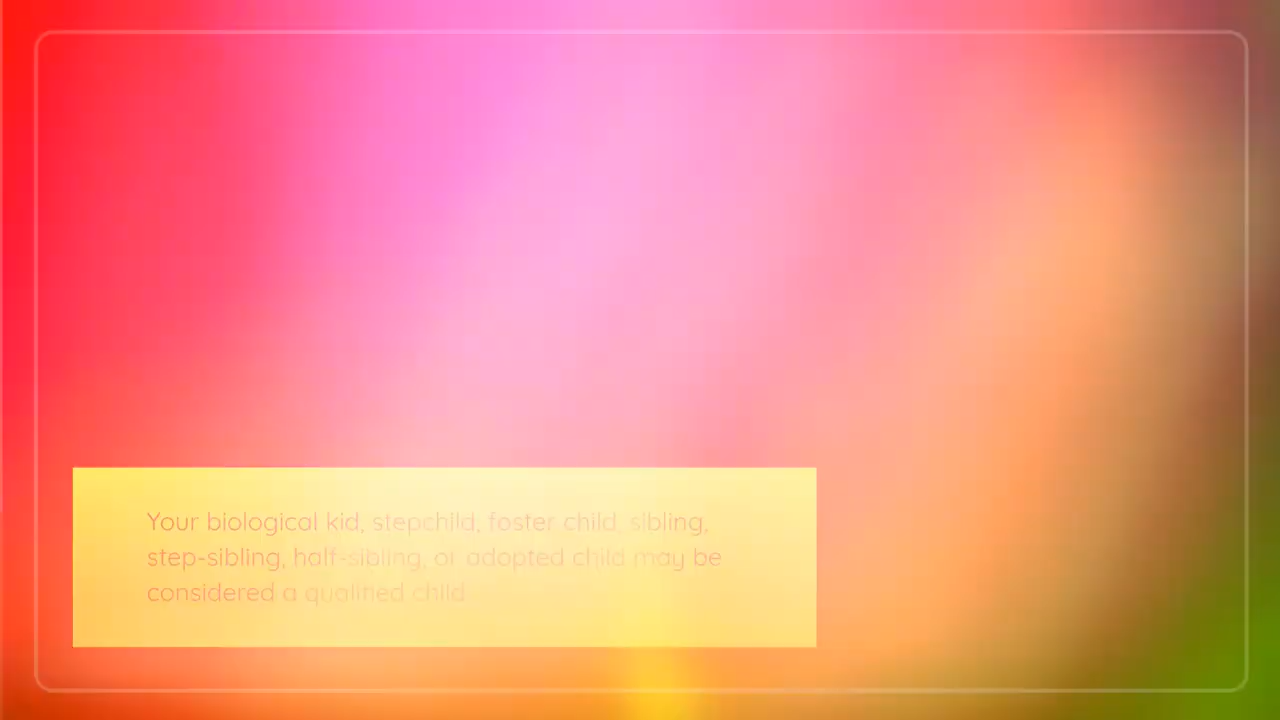 Your biological kid, stepchild, foster child, sibling,
step-sibling, half-sibling, or adopted child may be
considered a qualified child